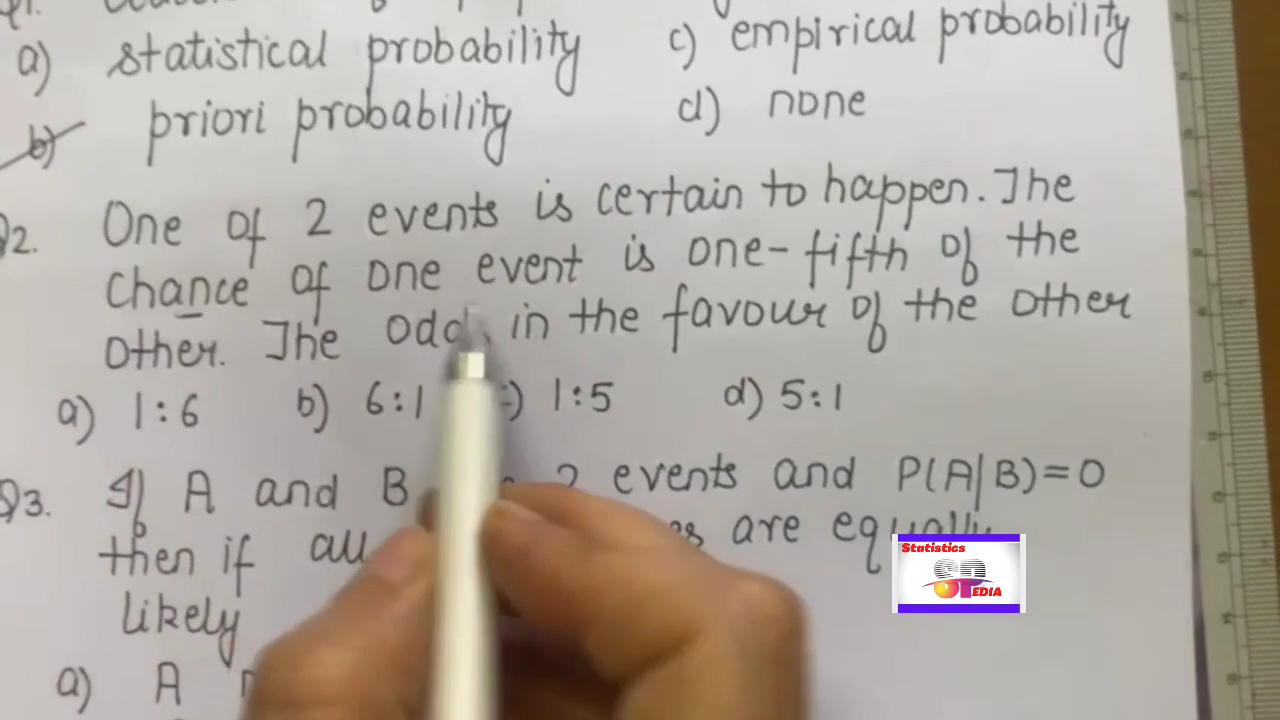 a) statistical probability c) empirical probability
b) priori probability d) none
Q2. One of 2 events is certain to happen. The
chance of one event is one-fifth of the
other. The odds in the favour of the other
a) 1:6 b) 6:1 c) 1:5 d) 5:1
Q3. If A and B 2 events and P(A|B)=0
then if all are equally
likely
a) A
Statistics
PEDIA